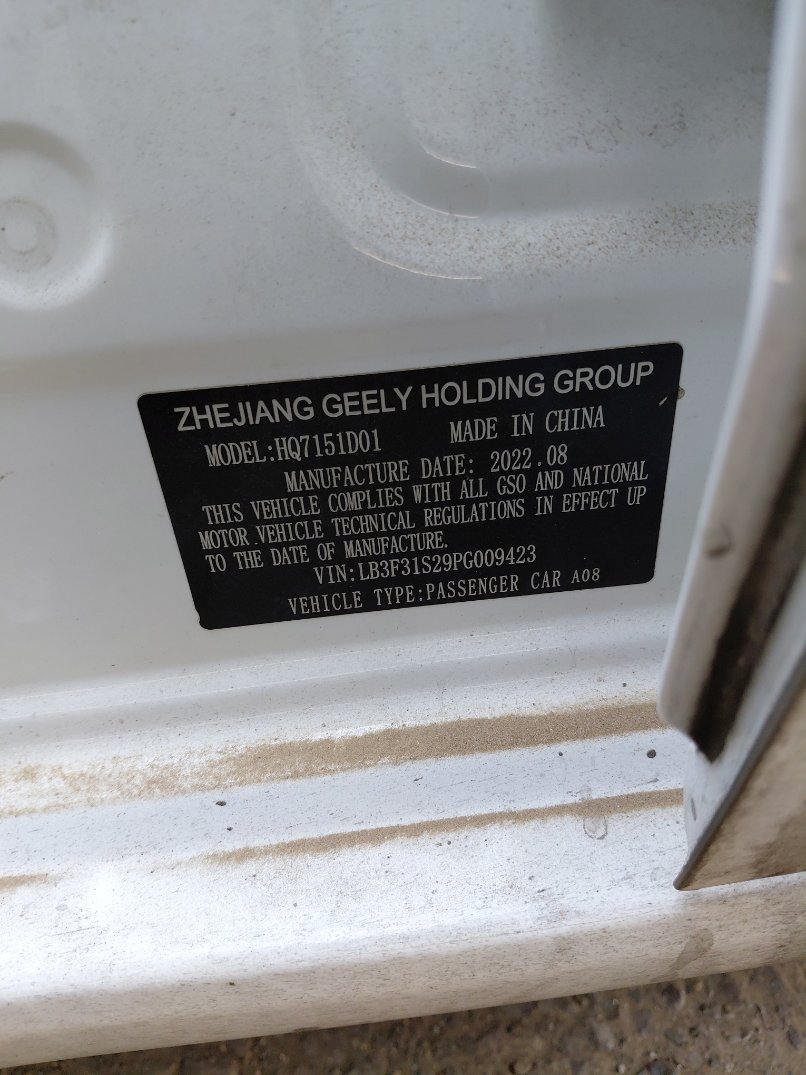 ZHEJIANG GEELY HOLDING GROUP
MODEL:HQ7151D01 MADE IN CHINA
MANUFACTURE DATE: 2022.08
THIS VEHICLE COMPLIES WITH ALL GSO AND NATIONAL
MOTOR VEHICLE TECHNICAL REGULATIONS IN EFFECT UP
TO THE DATE OF MANUFACTURE.
VIN:LB3F31S29PG009423
VEHICLE TYPE:PASSENGER CAR A08